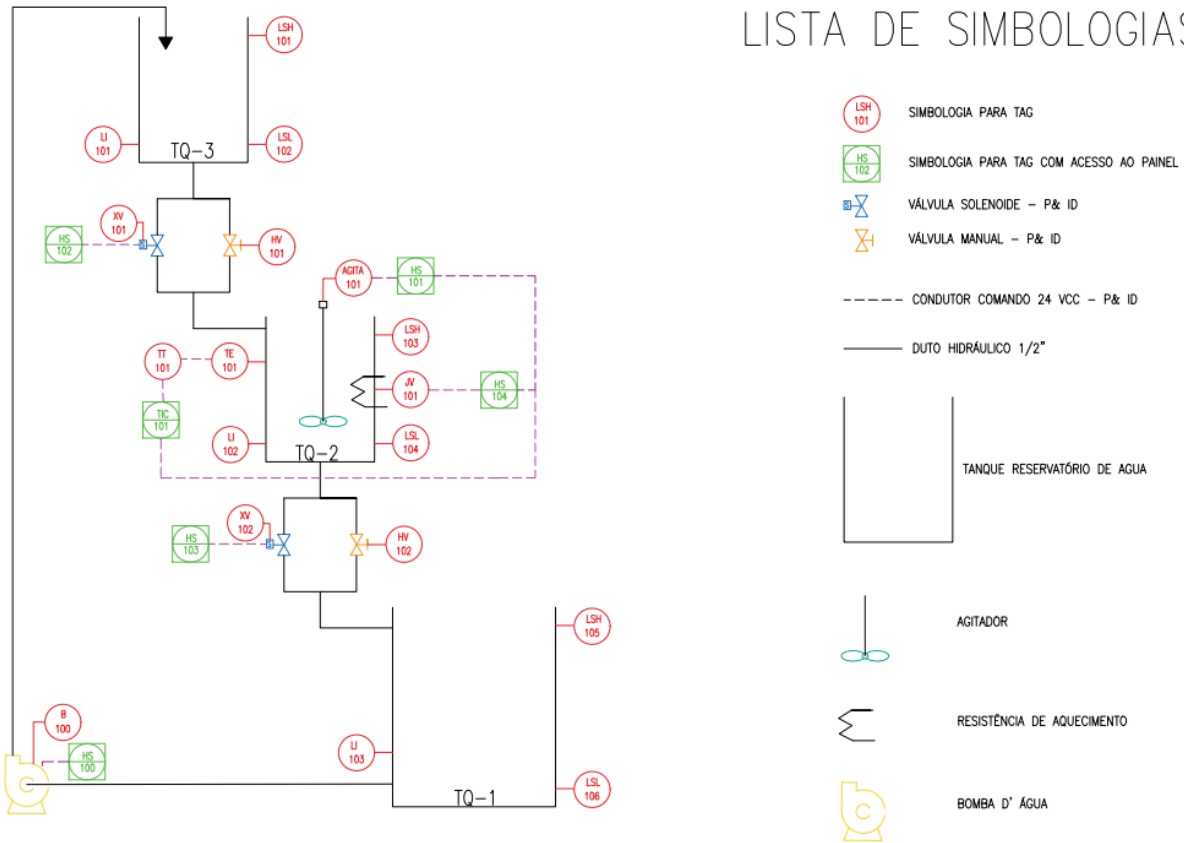 LISTA DE SIMBOLOGIAS
LSH
101
LI
101
LSL
102
TQ-3
XV
101
HS
102
HV
101
AGITA
101
HS
101
LSH
103
TT
101
TE
101
JV
101
HS
104
TIC
101
LI
102
LSL
104
TQ-2
XV
102
HS
103
HV
102
LSH
105
B
100
HS
100
LI
103
LSL
106
TQ-1
LSH
101
SIMBOLOGIA PARA TAG
HS
102
SIMBOLOGIA PARA TAG COM ACESSO AO PAINEL
S
VÁLVULA SOLENOIDE - P& ID
VÁLVULA MANUAL - P& ID
CONDUTOR COMANDO 24 VCC - P& ID
DUTO HIDRÁULICO 1/2"
TANQUE RESERVATÓRIO DE AGUA
AGITADOR
RESISTÊNCIA DE AQUECIMENTO
BOMBA D' ÁGUA